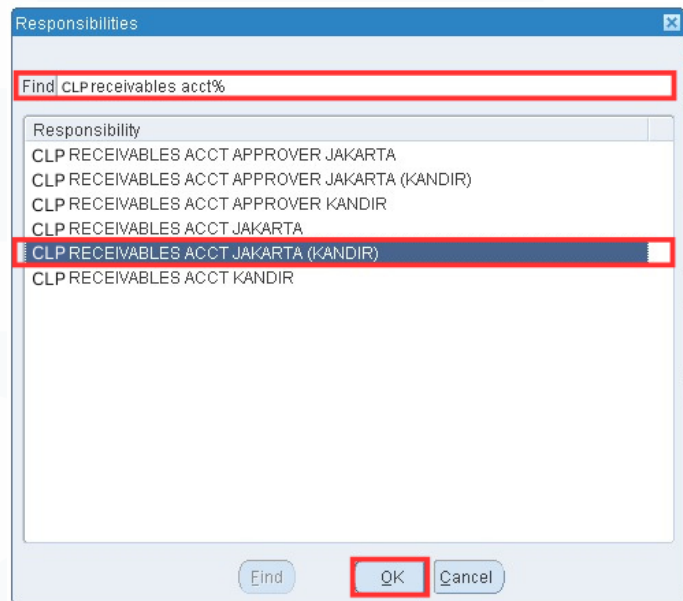 Responsibilities
Find CLP receivables acct%
Responsibility
CLP RECEIVABLES ACCT APPROVER JAKARTA
CLP RECEIVABLES ACCT APPROVER JAKARTA (KANDIR)
CLP RECEIVABLES ACCT APPROVER KANDIR
CLP RECEIVABLES ACCT JAKARTA
CLP RECEIVABLES ACCT JAKARTA (KANDIR)
CLP RECEIVABLES ACCT KANDIR
Find OK Cancel